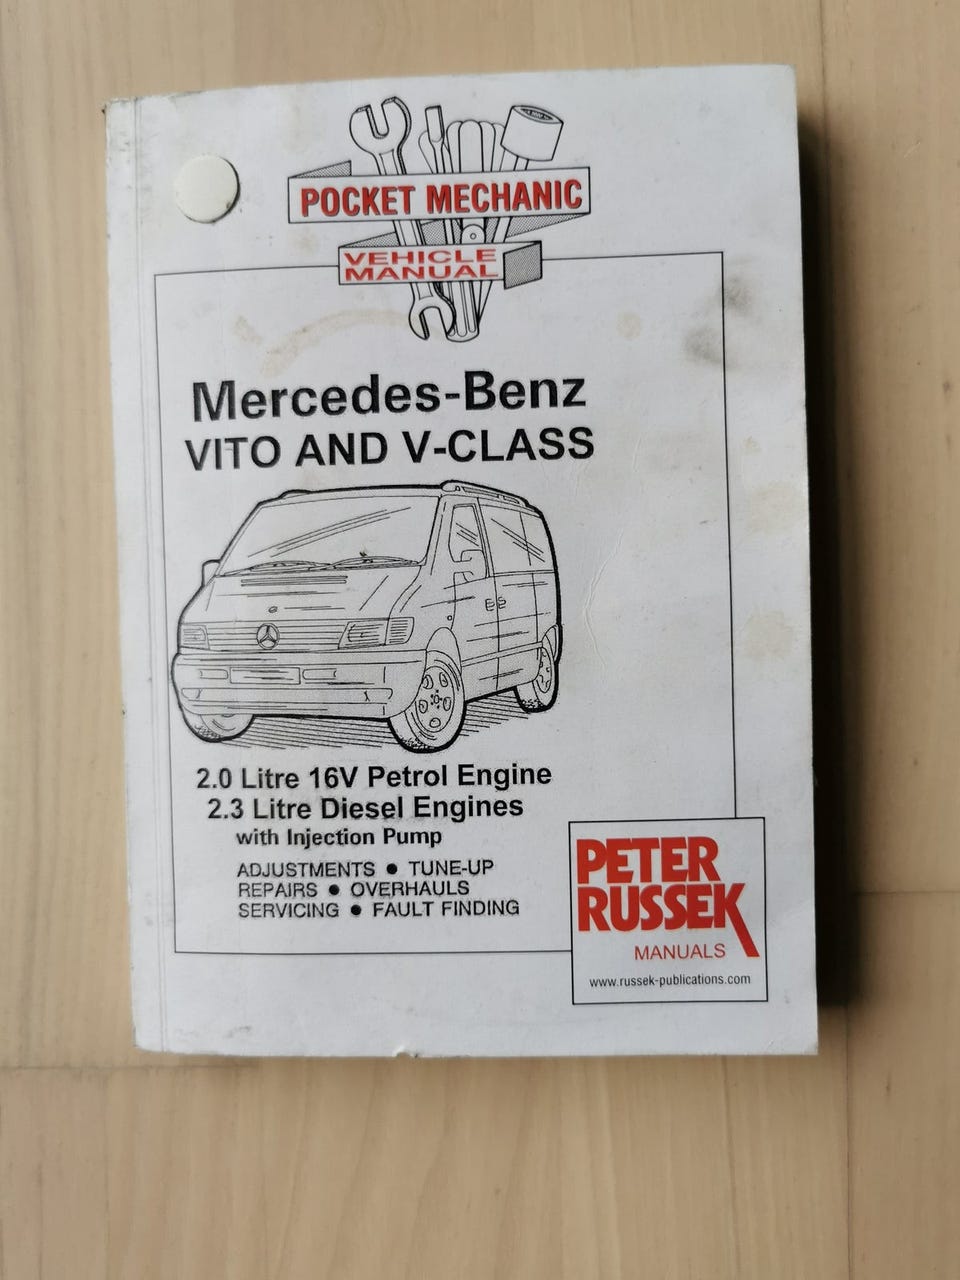 POCKET MECHANIC
VEHICLE
MANUAL
Mercedes-Benz
VITO AND V-CLASS
2.0 Litre 16V Petrol Engine
2.3 Litre Diesel Engines
with Injection Pump
ADJUSTMENTS ● TUNE-UP
REPAIRS ● OVERHAULS
SERVICING ● FAULT FINDING
PETER
RUSSEK
MANUALS
www.russek-publications.com